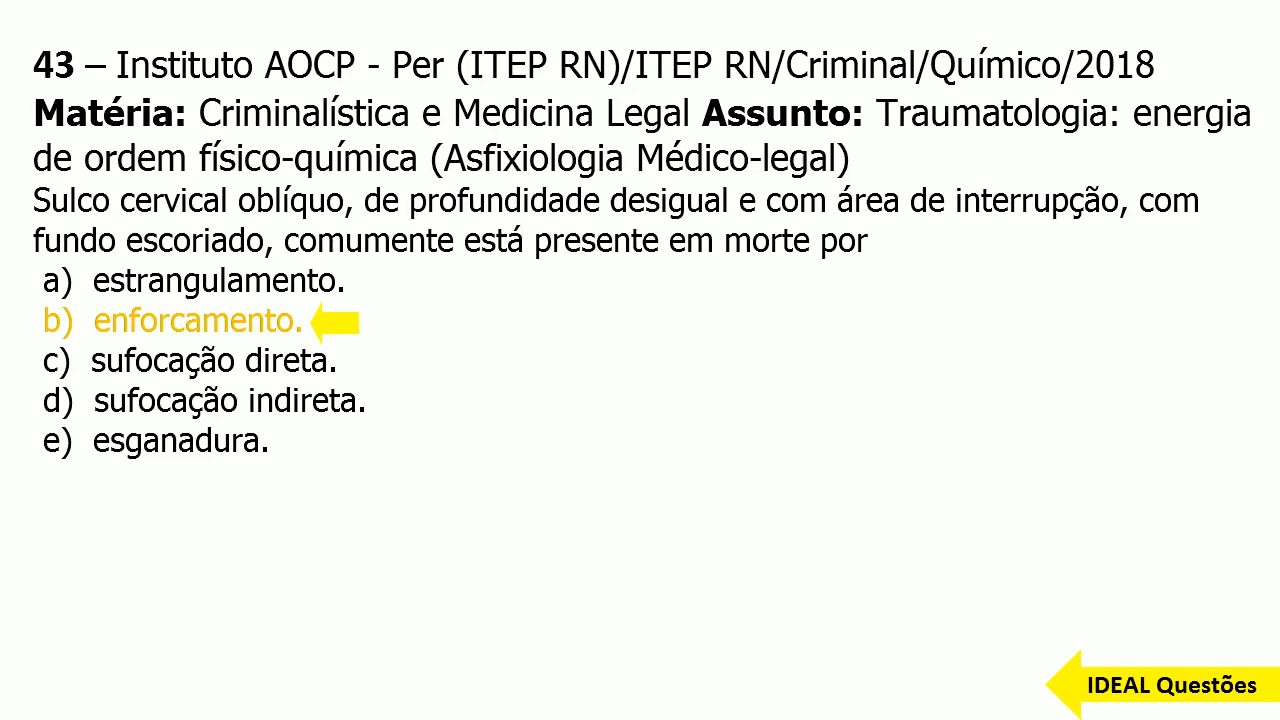 43 – Instituto AOCP - Per (ITEP RN)/ITEP RN/Criminal/Químico/2018
Matéria: Criminalística e Medicina Legal Assunto: Traumatologia: energia
de ordem físico-química (Asfixiologia Médico-legal)
Sulco cervical oblíquo, de profundidade desigual e com área de interrupção, com
fundo escoriado, comumente está presente em morte por
a) estrangulamento.
b) enforcamento.
c) sufocação direta.
d) sufocação indireta.
e) esganadura.
IDEAL Questões